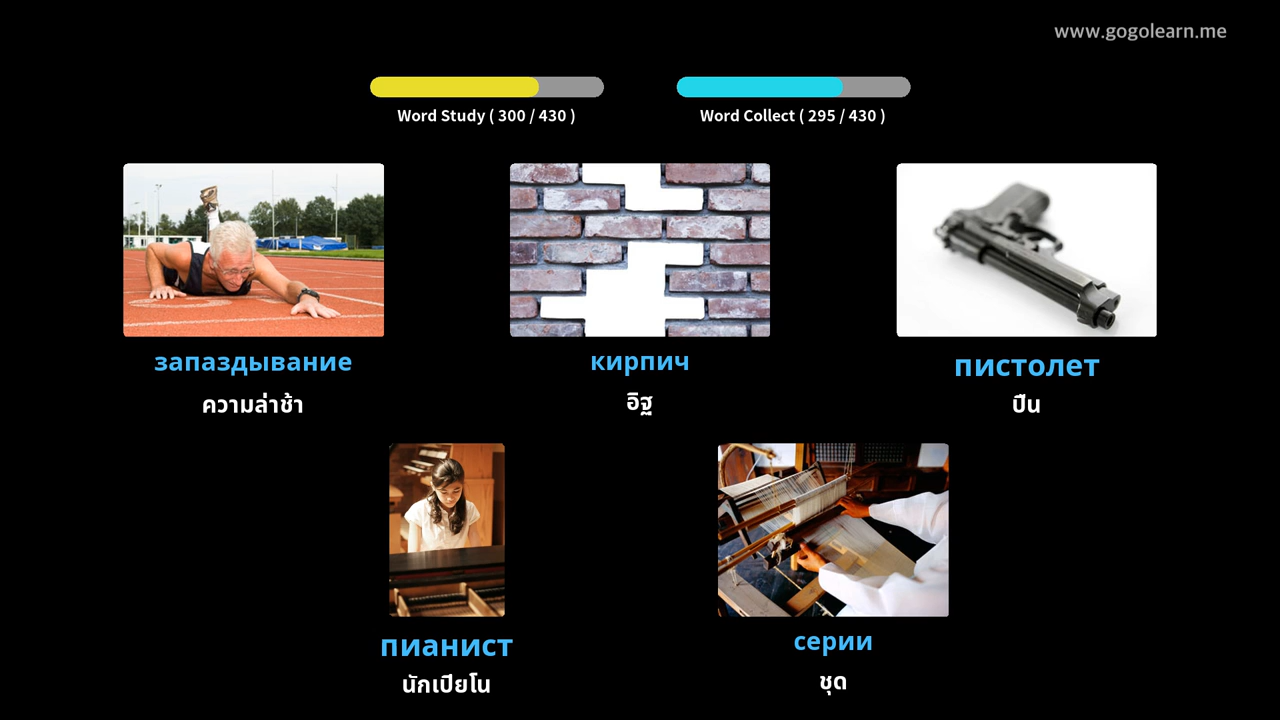 www.gogolearn.me
Word Study ( 300 / 430 )
Word Collect ( 295 / 430 )
запаздывание
ความล่าช้า
кирпич
อิฐ
пистолет
ปืน
пианист
นักเปียโน
серии
ชุด